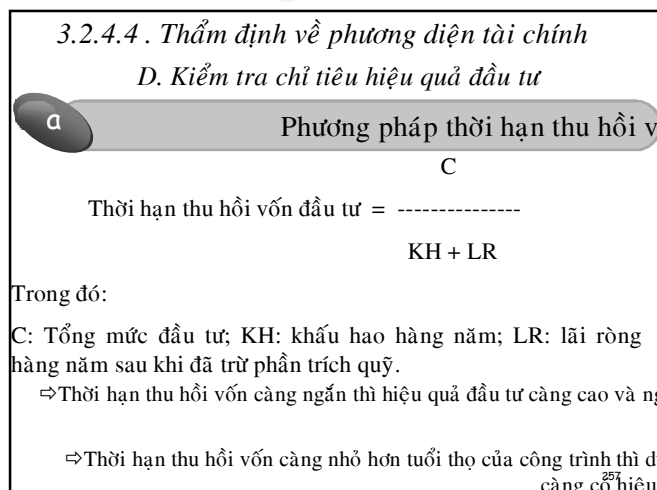 3.2.4.4 . Thẩm định về phương diện tài chính
D. Kiểm tra chỉ tiêu hiệu quả đầu tư
a
Phương pháp thời hạn thu hồi v
C
Thời hạn thu hồi vốn đầu tư = ---------------
KH + LR
Trong đó:
C: Tổng mức đầu tư; KH: khấu hao hàng năm; LR: lãi ròng
hàng năm sau khi đã trừ phần trích quỹ.
⇨Thời hạn thu hồi vốn càng ngắn thì hiệu quả đầu tư càng cao và ng
⇨Thời hạn thu hồi vốn càng nhỏ hơn tuổi thọ của công trình thì d
càng có hiệu
257